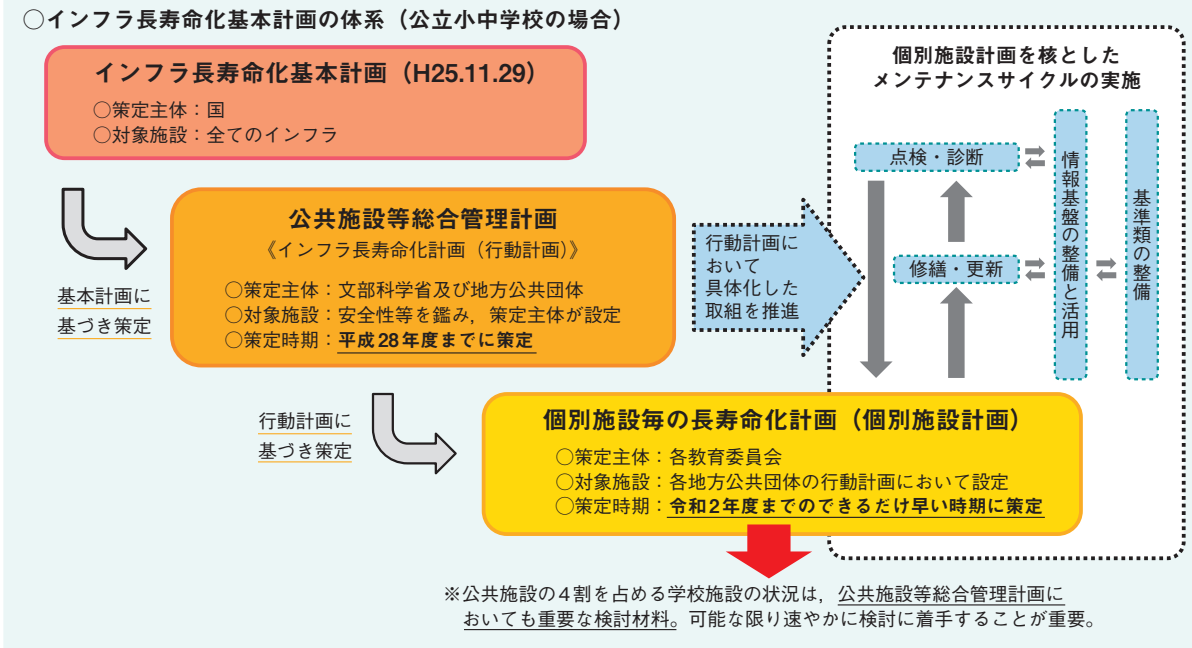 ○インフラ長寿命化基本計画の体系（公立小中学校の場合）
インフラ長寿命化基本計画（H25.11.29）
○策定主体：国
○対象施設：全てのインフラ
基本計画に
基づき策定
公共施設等総合管理計画
《インフラ長寿命化計画（行動計画）》
○策定主体：文部科学省及び地方公共団体
○対象施設：安全性等を鑑み，策定主体が設定
○策定時期：平成28年度までに策定
行動計画に
おいて
具体化した
取組を推進
個別施設計画を核とした
メンテナンスサイクルの実施
点検・診断
修繕・更新
情報基盤の整備と活用
基準類の整備
行動計画に
基づき策定
個別施設毎の長寿命化計画（個別施設計画）
○策定主体：各教育委員会
○対象施設：各地方公共団体の行動計画において設定
○策定時期：令和2年度までのできるだけ早い時期に策定
※公共施設の４割を占める学校施設の状況は，公共施設等総合管理計画に
おいても重要な検討材料。可能な限り速やかに検討に着手することが重要。